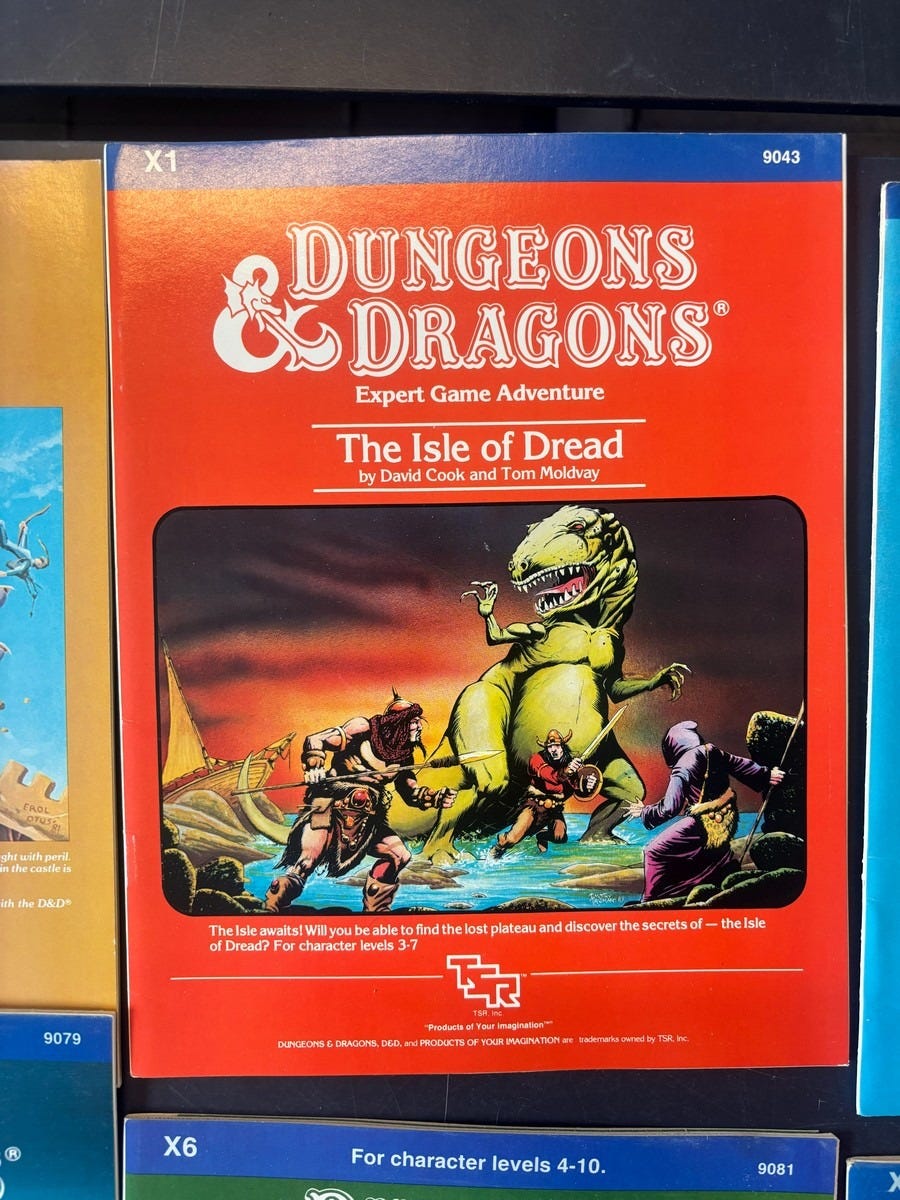 X1
9043
DUNGEONS
& DRAGONS®
Expert Game Adventure
The Isle of Dread
by David Cook and Tom Moldvay
The Isle awaits! Will you be able to find the lost plateau and discover the secrets of — the Isle
of Dread? For character levels 3-7
TSR™
TSR, Inc.
"Products of Your Imagination™"
DUNGEONS & DRAGONS, D&D, and PRODUCTS OF YOUR IMAGINATION are trademarks owned by TSR, Inc.
EROL
OTUS 81
ght with peril.
in the castle is
ith the D&D®
9079
®
X6
For character levels 4-10.
9081
X